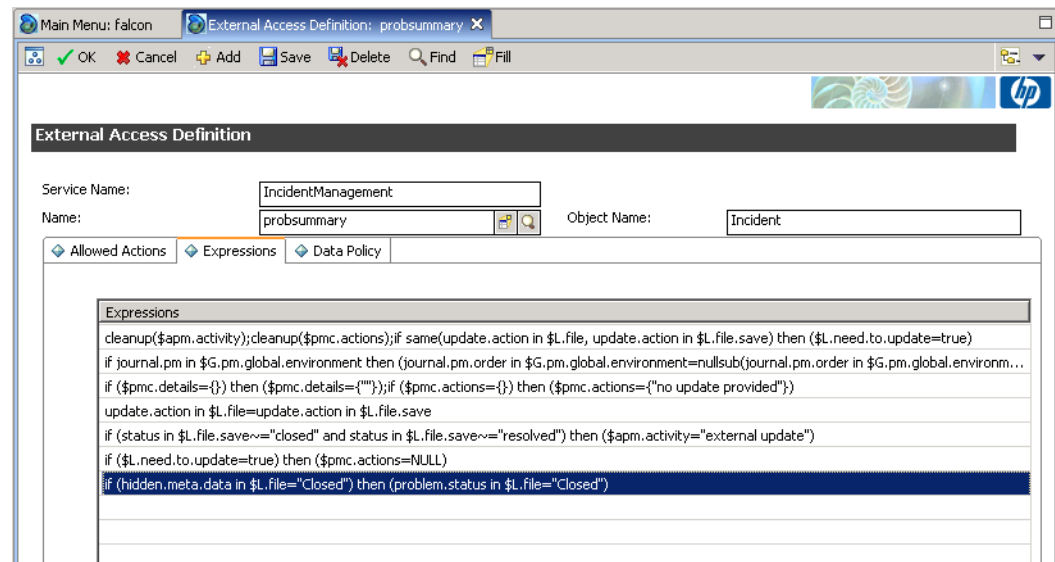 Main Menu: falcon External Access Definition: probsummary
OK Cancel Add Save Delete Find Fill
hp
External Access Definition
Service Name: IncidentManagement
Name: probsummary Object Name: Incident
Allowed Actions Expressions Data Policy
Expressions
cleanup($apm.activity);cleanup($pmc.actions);if same(update.action in $L.file, update.action in $L.file.save) then ($L.need.to.update=true)
if journal.pm in $G.pm.global.environment then (journal.pm.order in $G.pm.global.environment=nullsub(journal.pm.order in $G.pm.global.environm...
if ($pmc.details={}) then ($pmc.details={""});if ($pmc.actions={}) then ($pmc.actions={"no update provided"})
update.action in $L.file=update.action in $L.file.save
if (status in $L.file.save~="closed" and status in $L.file.save~="resolved") then ($apm.activity="external update")
if ($L.need.to.update=true) then ($pmc.actions=NULL)
if (hidden.meta.data in $L.file="Closed") then (problem.status in $L.file="Closed")